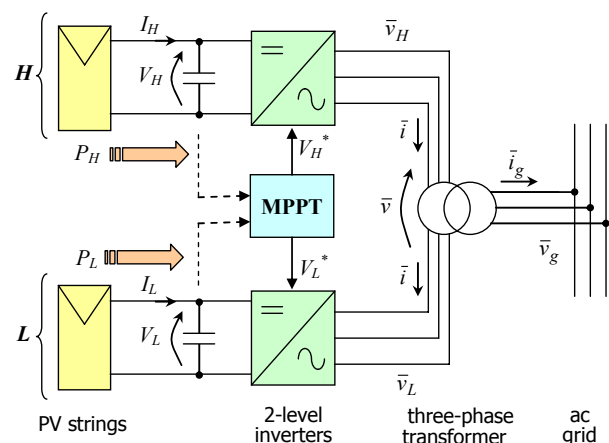 I_H
v̅_H
H
V_H
i̅
P_H
V_H*
i̅_g
MPPT
v̅
P_L
V_L*
v̅_g
I_L
i̅
L
V_L
v̅_L
PV strings
2-level
inverters
three-phase
transformer
ac
grid